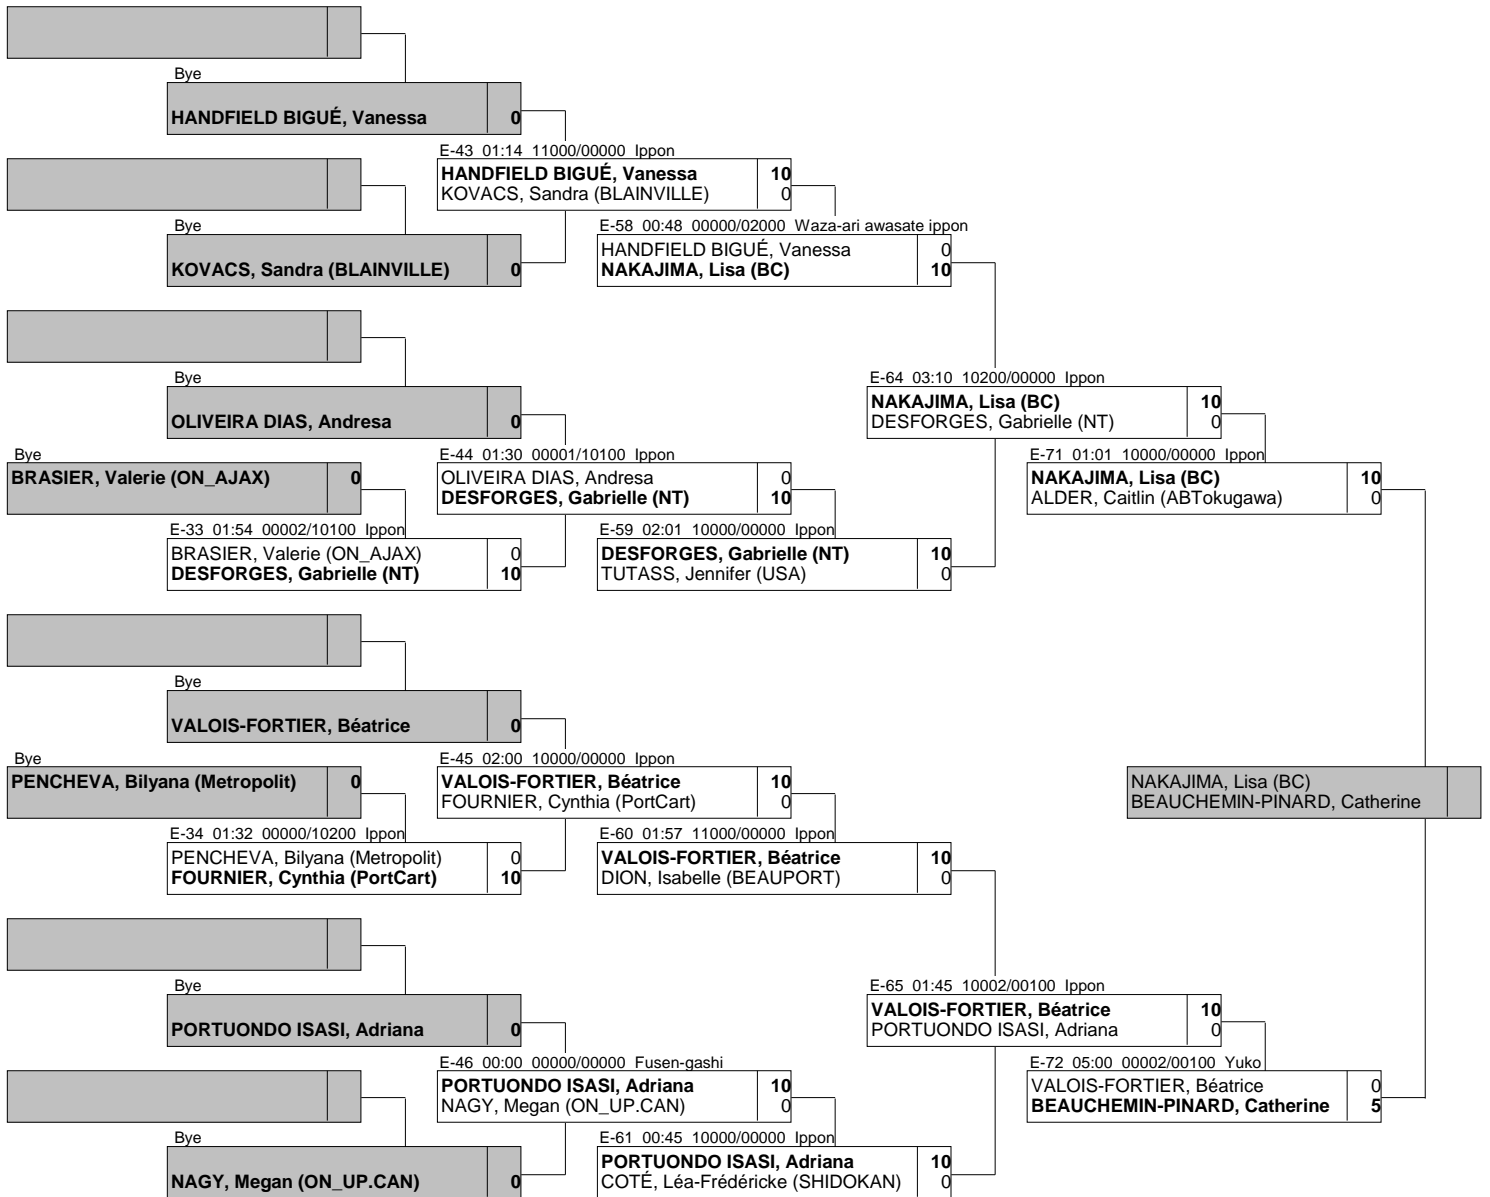 Bye
HANDFIELD BIGUÉ, Vanessa 0
E-43 01:14 11000/00000 Ippon
HANDFIELD BIGUÉ, Vanessa 10
KOVACS, Sandra (BLAINVILLE) 0
Bye
KOVACS, Sandra (BLAINVILLE) 0
E-58 00:48 00000/02000 Waza-ari awasate ippon
HANDFIELD BIGUÉ, Vanessa 0
NAKAJIMA, Lisa (BC) 10
Bye
OLIVEIRA DIAS, Andresa 0
E-64 03:10 10200/00000 Ippon
NAKAJIMA, Lisa (BC) 10
DESFORGES, Gabrielle (NT) 0
Bye
BRASIER, Valerie (ON_AJAX) 0
E-44 01:30 00001/10100 Ippon
OLIVEIRA DIAS, Andresa 0
DESFORGES, Gabrielle (NT) 10
E-71 01:01 10000/00000 Ippon
NAKAJIMA, Lisa (BC) 10
ALDER, Caitlin (ABTokugawa) 0
E-33 01:54 00002/10100 Ippon
BRASIER, Valerie (ON_AJAX) 0
DESFORGES, Gabrielle (NT) 10
E-59 02:01 10000/00000 Ippon
DESFORGES, Gabrielle (NT) 10
TUTASS, Jennifer (USA) 0
Bye
VALOIS-FORTIER, Béatrice 0
Bye
PENCHEVA, Bilyana (Metropolit) 0
E-45 02:00 10000/00000 Ippon
VALOIS-FORTIER, Béatrice 10
FOURNIER, Cynthia (PortCart) 0
NAKAJIMA, Lisa (BC)
BEAUCHEMIN-PINARD, Catherine
E-34 01:32 00000/10200 Ippon
PENCHEVA, Bilyana (Metropolit) 0
FOURNIER, Cynthia (PortCart) 10
E-60 01:57 11000/00000 Ippon
VALOIS-FORTIER, Béatrice 10
DION, Isabelle (BEAUPORT) 0
Bye
PORTUONDO ISASI, Adriana 0
E-65 01:45 10002/00100 Ippon
VALOIS-FORTIER, Béatrice 10
PORTUONDO ISASI, Adriana 0
E-46 00:00 00000/00000 Fusen-gashi
PORTUONDO ISASI, Adriana 10
NAGY, Megan (ON_UP.CAN) 0
E-72 05:00 00002/00100 Yuko
VALOIS-FORTIER, Béatrice 0
BEAUCHEMIN-PINARD, Catherine 5
Bye
NAGY, Megan (ON_UP.CAN) 0
E-61 00:45 10000/00000 Ippon
PORTUONDO ISASI, Adriana 10
COTÉ, Léa-Frédéricke (SHIDOKAN) 0